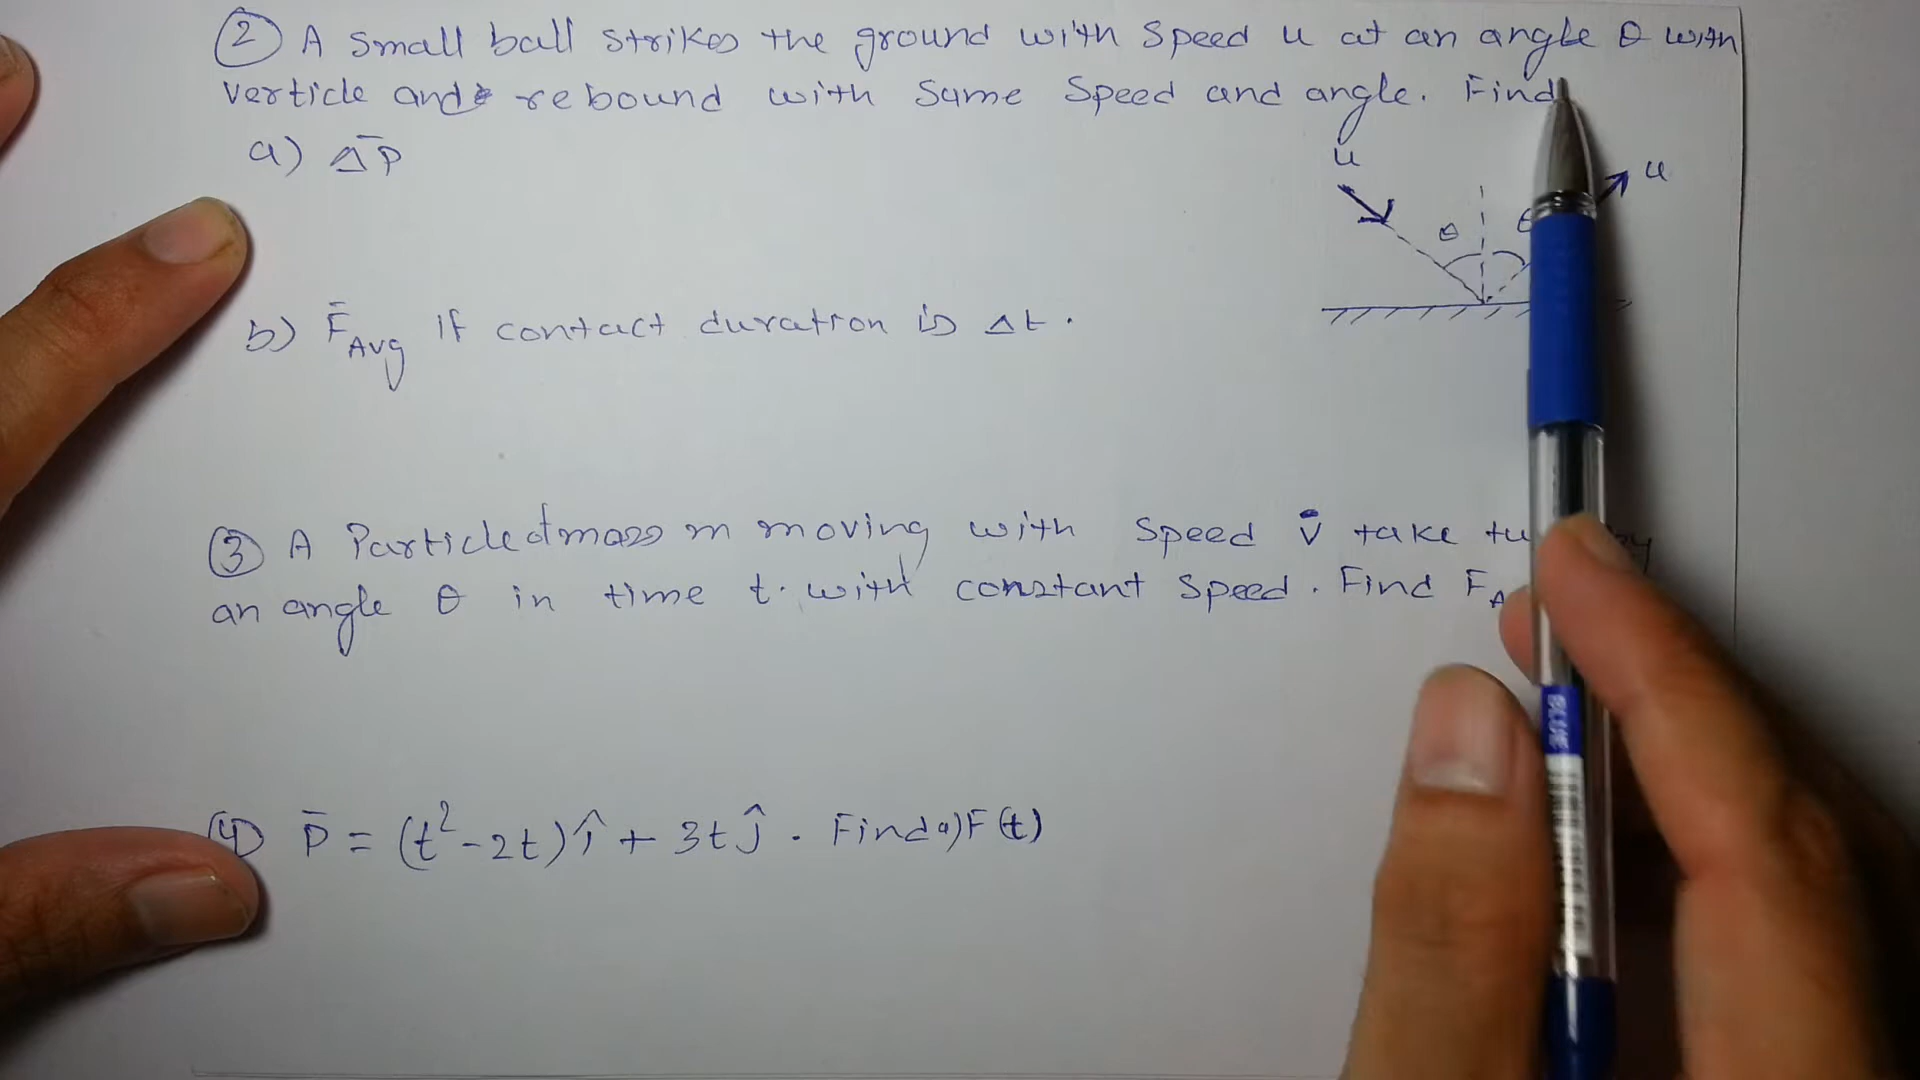 ② A small ball strikes the ground with speed u at an angle θ with
verticle and rebound with same speed and angle. Find
a) Δp̄
u
u
θ
b) F̄Avg if contact duration is Δt.
③ A Particle of mass m moving with speed v̄ take
an angle θ in time t. with constant speed. Find
④ P̄ = (t²-2t)î + 3tĵ. Find a) F(t)
BLUE